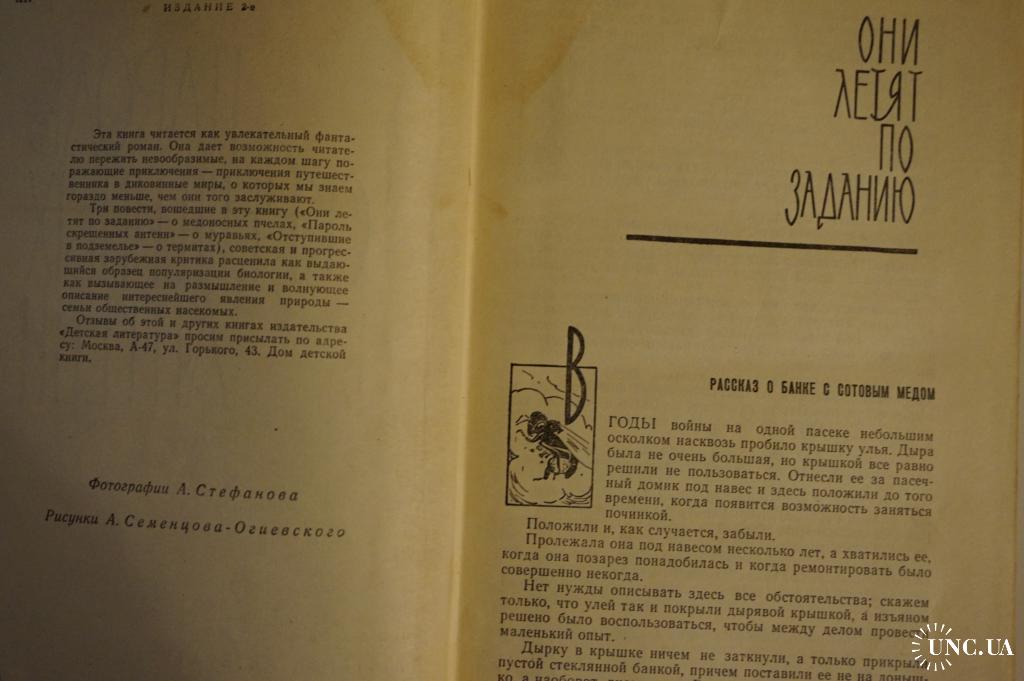 ИЗДАНИЕ 2-е
Эта книга читается как увлекательный фанта-
стический роман. Она дает возможность читате-
лю пережить невообразимые, на каждом шагу по-
ражающие приключения — приключения путешест-
венника в диковинные миры, о которых мы знаем
гораздо меньше, чем они того заслуживают.
Три повести, вошедшие в эту книгу («Они ле-
тят по заданию» — о медоносных пчелах, «Пароль
скрещенных антенн» — о муравьях, «Отступившие
в подземелье» — о термитах), советская и прогрес-
сивная зарубежная критика расценила как выдаю-
щийся образец популяризации биологии, а также
как вызывающее на размышление и волнующее
описание интереснейшего явления природы —
семьи общественных насекомых.
Отзывы об этой и других книгах издательства
«Детская литература» просим присылать по адре-
су: Москва, А-47, ул. Горького, 43. Дом детской
книги.
Фотографии А. Стефанова
Рисунки А. Семенцова-Огиевского
ОНИ
ЛЕТЯТ
ПО
ЗАДАНИЮ
РАССКАЗ О БАНКЕ С СОТОВЫМ МЕДОМ
В ГОДЫ войны на одной пасеке небольшим
осколком насквозь пробило крышку улья. Дыра
была не очень большая, но крышкой все равно
решили не пользоваться. Отнесли ее за пасеч-
ный домик под навес и здесь положили до того
времени, когда появится возможность заняться
починкой.
Положили и, как случается, забыли.
Пролежала она под навесом несколько лет, а хватились ее,
когда она позарез понадобилась и когда ремонтировать было
совершенно некогда.
Нет нужды описывать здесь все обстоятельства; скажем
только, что улей так и покрыли дырявой крышкой, а изъяном
решено было воспользоваться, чтобы между делом провести
маленький опыт.
Дырку в крышке ничем не заткнули, а только прикрыли
пустой стеклянной банкой, причем поставили ее не на доныш-
ко, а наоборот,
UNC.UA